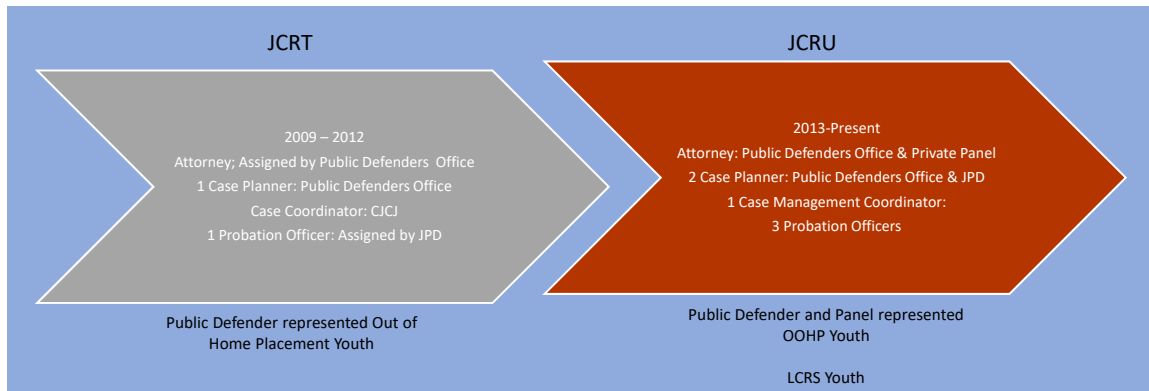 JCRT
2009 – 2012
Attorney; Assigned by Public Defenders Office
1 Case Planner: Public Defenders Office
Case Coordinator: CJCJ
1 Probation Officer: Assigned by JPD
Public Defender represented Out of
Home Placement Youth
JCRU
2013-Present
Attorney: Public Defenders Office & Private Panel
2 Case Planner: Public Defenders Office & JPD
1 Case Management Coordinator:
3 Probation Officers
Public Defender and Panel represented
OOHP Youth
LCRS Youth